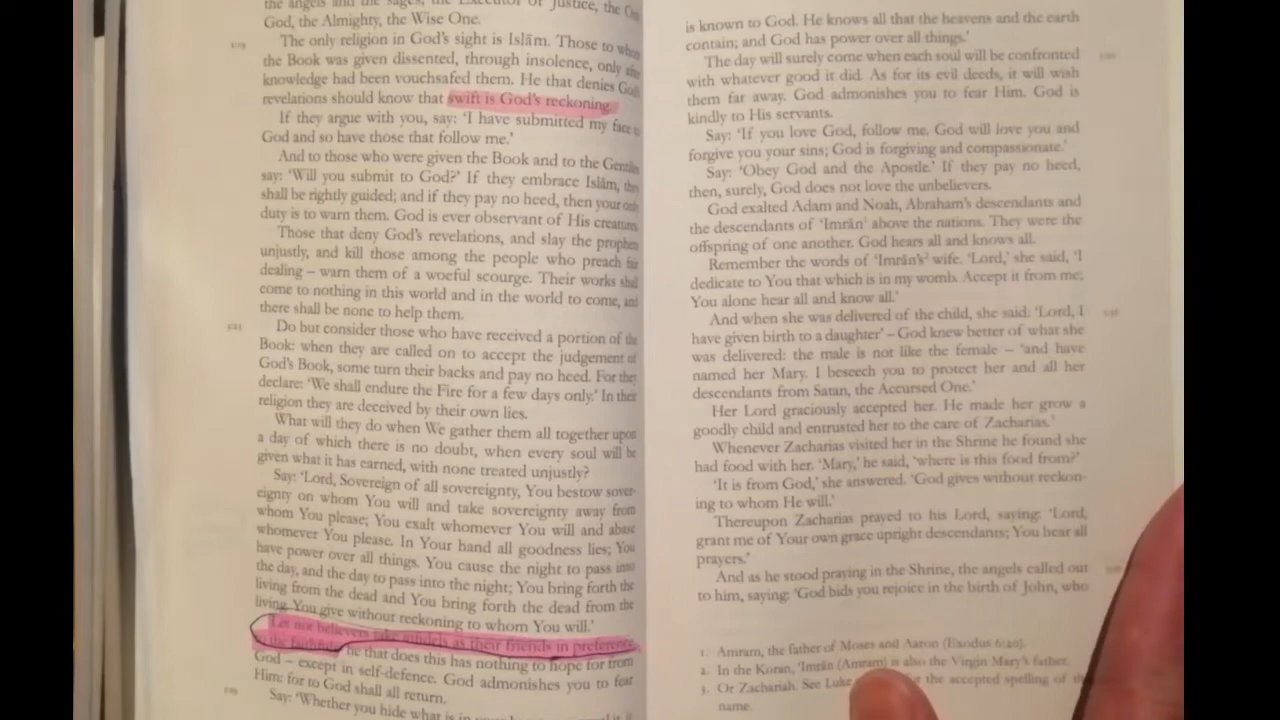 the angels and the sages, the Executor of Justice, the
God, the Almighty, the Wise One.
3:19
The only religion in God's sight is Islām. Those to whom
the Book was given dissented, through insolence, only after
knowledge had been vouchsafed them. He that denies God's
revelations should know that swift is God's reckoning.
If they argue with you, say: 'I have submitted my face to
God and so have those that follow me.'
And to those who were given the Book and to the Gentiles
say: 'Will you submit to God?' If they embrace Islām, they
shall be rightly guided; and if they pay no heed, then your only
duty is to warn them. God is ever observant of His creatures.
Those that deny God's revelations, and slay the prophets
unjustly, and kill those among the people who preach fair
dealing – warn them of a woeful scourge. Their works shall
come to nothing in this world and in the world to come, and
there shall be none to help them.
3:23
Do but consider those who have received a portion of the
Book: when they are called on to accept the judgement of
God's Book, some turn their backs and pay no heed. For they
declare: 'We shall endure the Fire for a few days only.' In their
religion they are deceived by their own lies.
What will they do when We gather them all together upon
a day of which there is no doubt, when every soul will be
given what it has earned, with none treated unjustly?
Say: 'Lord, Sovereign of all sovereignty, You bestow sover-
eignty on whom You will and take sovereignty away from
whom You please; You exalt whomever You will and abase
whomever You please. In Your hand all goodness lies; You
have power over all things. You cause the night to pass into
the day, and the day to pass into the night; You bring forth the
living from the dead and You bring forth the dead from the
living. You give without reckoning to whom You will.'
Let not believers take infidels as their friends in preference
to the faithful – he that does this has nothing to hope for from
God – except in self-defence. God admonishes you to fear
Him: for to God shall all return.
Say: 'Whether you hide what is in your
is known to God. He knows all that the heavens and the earth
contain; and God has power over all things.'
The day will surely come when each soul will be confronted
with whatever good it did. As for its evil deeds, it will wish
them far away. God admonishes you to fear Him. God is
kindly to His servants.
Say: 'If you love God, follow me. God will love you and
forgive you your sins; God is forgiving and compassionate.'
Say: 'Obey God and the Apostle.' If they pay no heed,
then, surely, God does not love the unbelievers.
God exalted Adam and Noah, Abraham's descendants and
the descendants of 'Imrān¹ above the nations. They were the
offspring of one another. God hears all and knows all.
Remember the words of 'Imrān's² wife. 'Lord,' she said, 'I
dedicate to You that which is in my womb. Accept it from me;
You alone hear all and know all.'
And when she was delivered of the child, she said: 'Lord, I
have given birth to a daughter' – God knew better of what she
was delivered: the male is not like the female – 'and have
named her Mary. I beseech you to protect her and all her
descendants from Satan, the Accursed One.'
Her Lord graciously accepted her. He made her grow a
goodly child and entrusted her to the care of Zacharias.³
Whenever Zacharias visited her in the Shrine he found she
had food with her. 'Mary,' he said, 'where is this food from?'
'It is from God,' she answered. 'God gives without reckon-
ing to whom He will.'
Thereupon Zacharias prayed to his Lord, saying: 'Lord,
grant me of Your own grace upright descendants; You hear all
prayers.'
And as he stood praying in the Shrine, the angels called out
to him, saying: 'God bids you rejoice in the birth of John, who
1. Amram, the father of Moses and Aaron (Exodus 6:20).
2. In the Koran, 'Imrān (Amram) is also the Virgin Mary's father.
3. Or Zachariah. See Luke the accepted spelling of the
name.